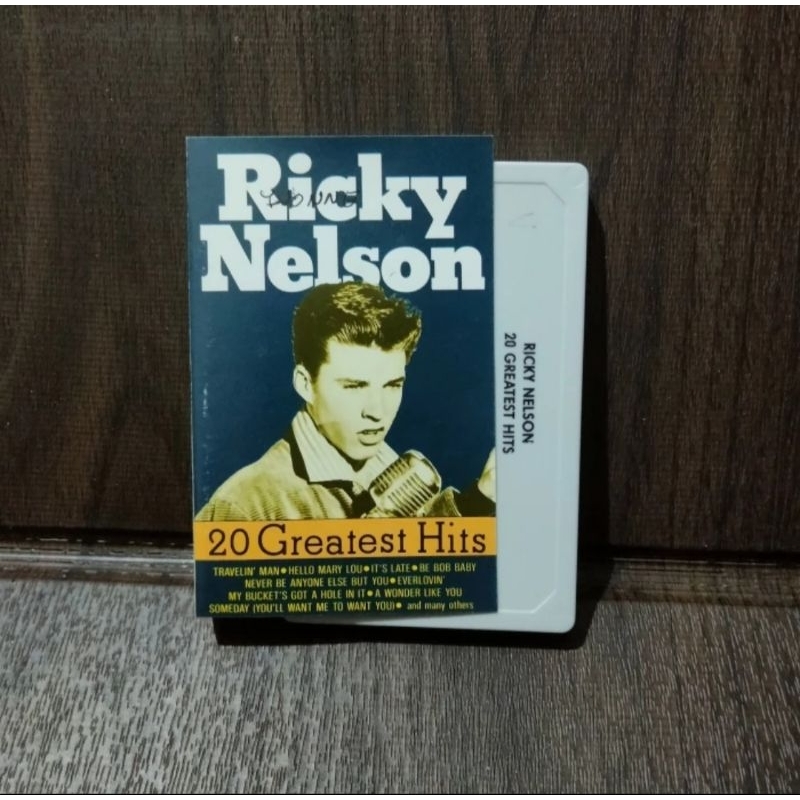 Ricky
Nelson
20 Greatest Hits
TRAVELIN' MAN●HELLO MARY LOU●IT'S LATE●BE BOB BABY
NEVER BE ANYONE ELSE BUT YOU●EVERLOVIN'
MY BUCKET'S GOT A HOLE IN IT●A WONDER LIKE YOU
SOMEDAY (YOU'LL WANT ME TO WANT YOU)● and many others
RICKY NELSON
20 GREATEST HITS